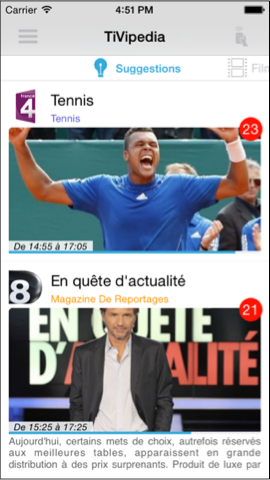 Carrier 4:51 PM
TiVipedia
Suggestions Film
france
4
Tennis
Tennis
23
De 14:55 à 17:05
8
En quête d'actualité
Magazine De Reportages
21
EN QUÊTE
D'ACTUALITÉ
De 15:25 à 17:25
Aujourd'hui, certains mets de choix, autrefois réservés
aux meilleures tables, apparaissent en grande
distribution à des prix surprenants. Produit de luxe par